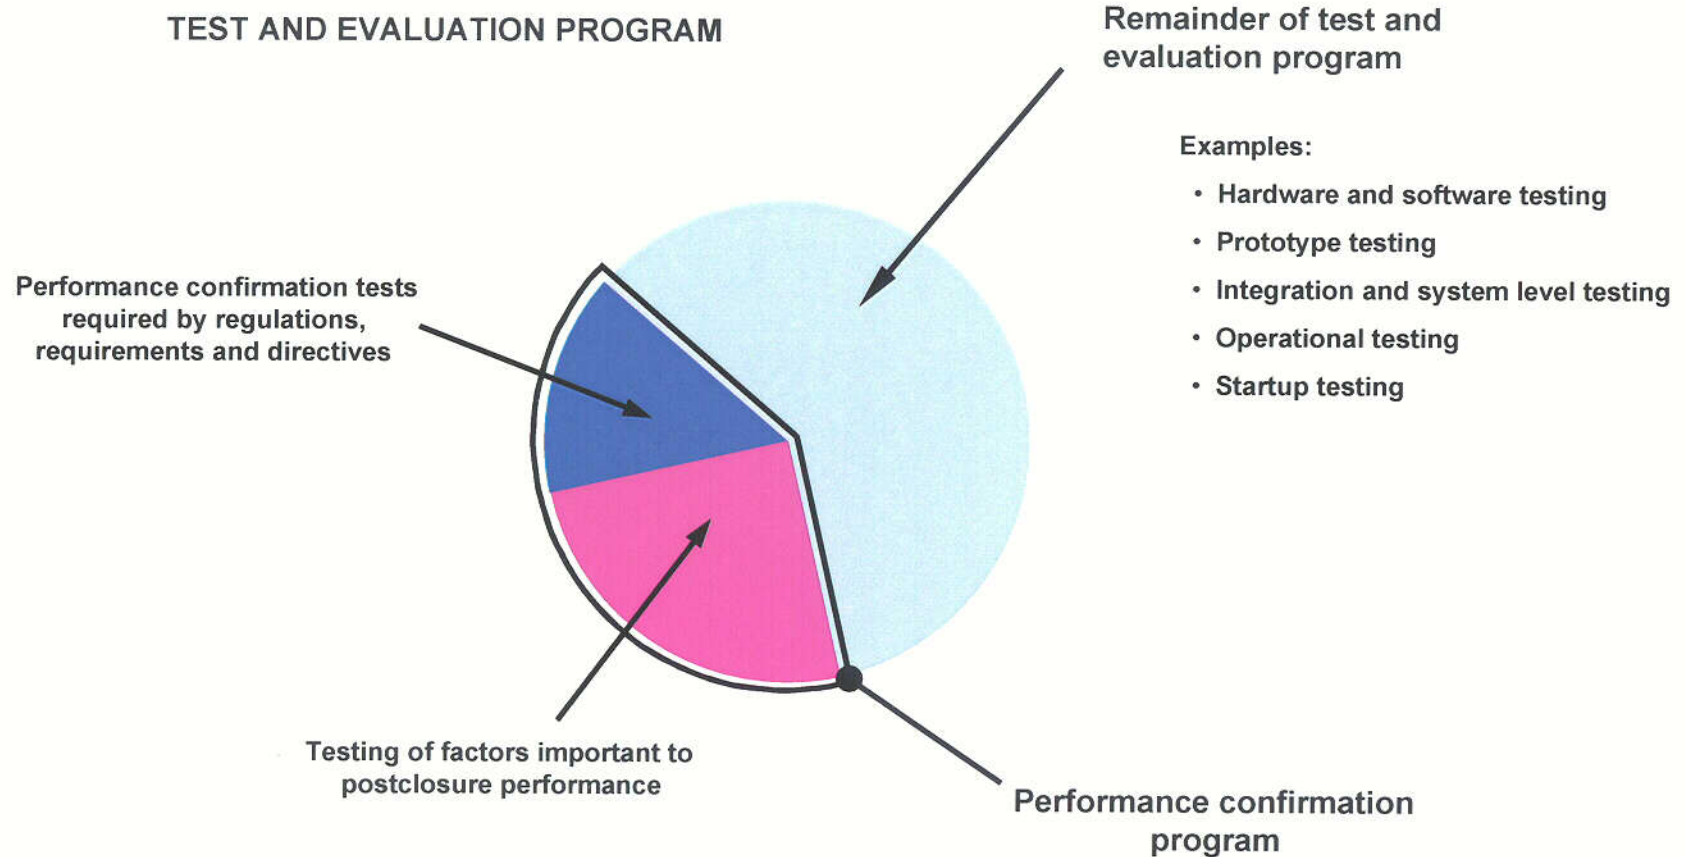 TEST AND EVALUATION PROGRAM
Remainder of test and
evaluation program
Examples:
• Hardware and software testing
• Prototype testing
• Integration and system level testing
• Operational testing
• Startup testing
Performance confirmation tests
required by regulations,
requirements and directives
Testing of factors important to
postclosure performance
Performance confirmation
program